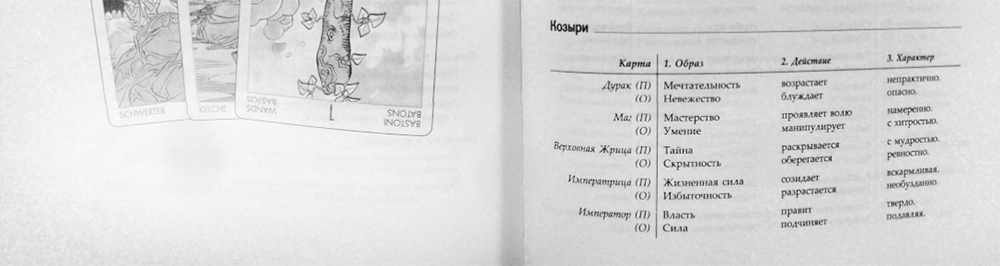 SCHWERTER
KELCHE
WANDS
BASTUS
1
BASTONI
BATONS
Козыри
Карта 1. Образ 2. Действие 3. Характер
Дурак (П) Мечтательность возрастает непрактично.
(О) Невежество блуждает опасно.
Маг (П) Мастерство проявляет волю намеренно.
(О) Умение манипулирует с хитростью.
Верховная Жрица (П) Тайна раскрывается с мудростью.
(О) Скрытность оберегается ревностно.
Императрица (П) Жизненная сила созидает вскармливая.
(О) Избыточность разрастается необузданно.
Император (П) Власть правит твердо.
(О) Сила подчиняет подавляя.